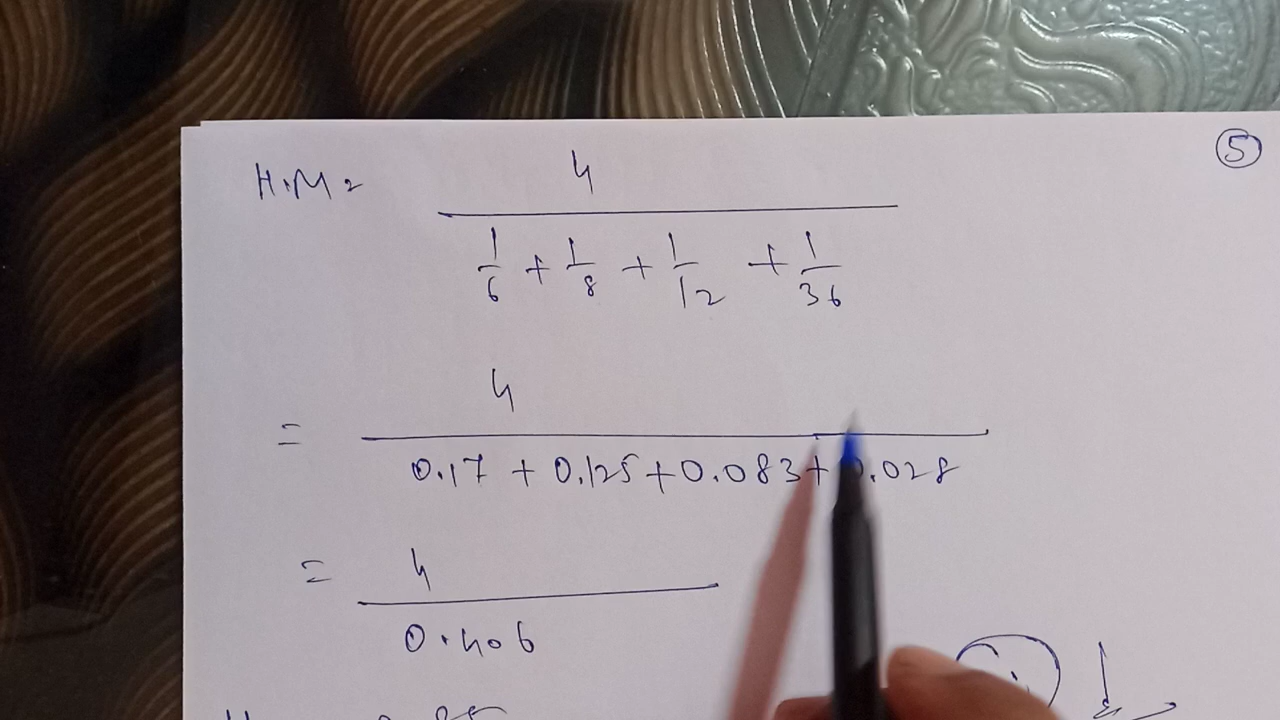 ⑤
H.M =
4
1/6 + 1/8 + 1/12 + 1/36
= 4
0.17 + 0.125 + 0.083 + 0.028
= 4
0.406